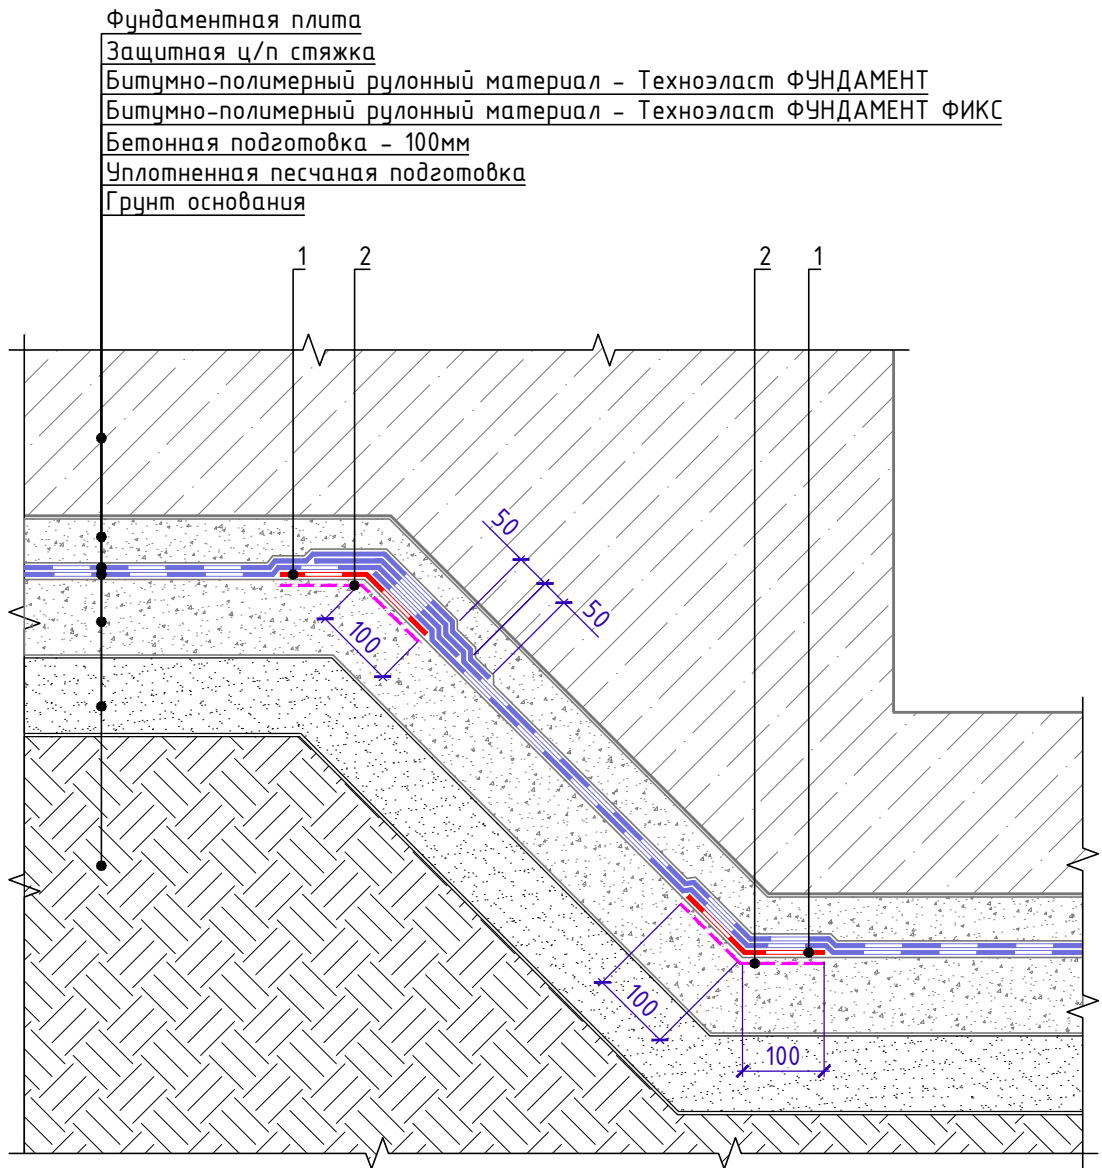 Фундаментная плита
Защитная ц/п стяжка
Битумно-полимерный рулонный материал - Техноэласт ФУНДАМЕНТ
Битумно-полимерный рулонный материал - Техноэласт ФУНДАМЕНТ ФИКС
Бетонная подготовка - 100мм
Уплотненная песчаная подготовка
Грунт основания
1 2 2 1
50
50
100
100
100